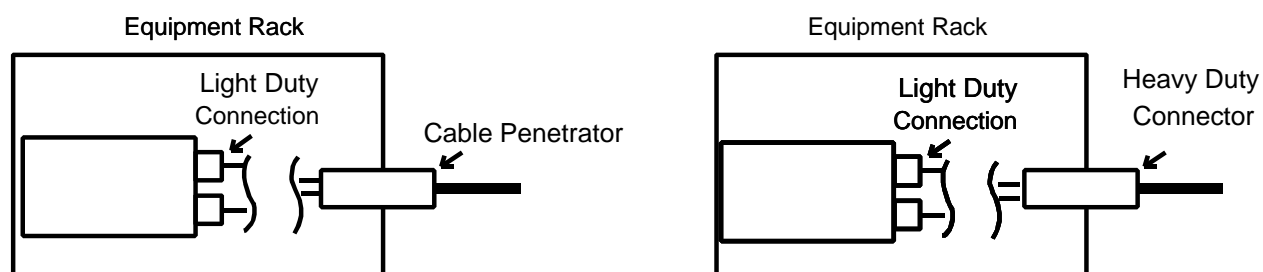 Equipment Rack
Light Duty
Connection
Cable Penetrator
Equipment Rack
Light Duty
Connection
Heavy Duty
Connector